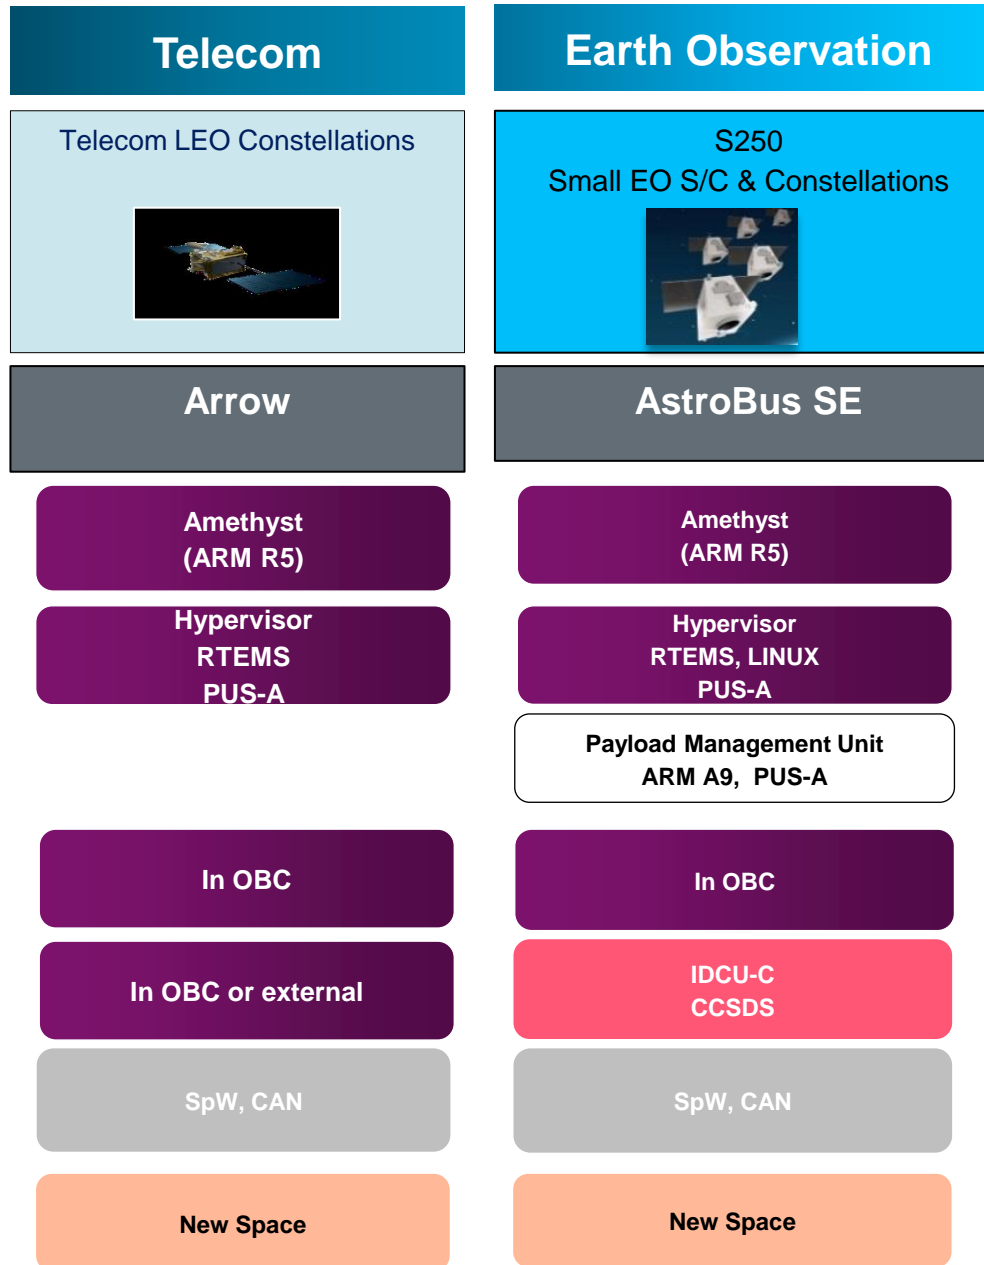 Telecom
Telecom LEO Constellations
Arrow
Amethyst
(ARM R5)
Hypervisor
RTEMS
PUS-A
In OBC
In OBC or external
SpW, CAN
New Space
Earth Observation
S250
Small EO S/C & Constellations
AstroBus SE
Amethyst
(ARM R5)
Hypervisor
RTEMS, LINUX
PUS-A
Payload Management Unit
ARM A9, PUS-A
In OBC
IDCU-C
CCSDS
SpW, CAN
New Space